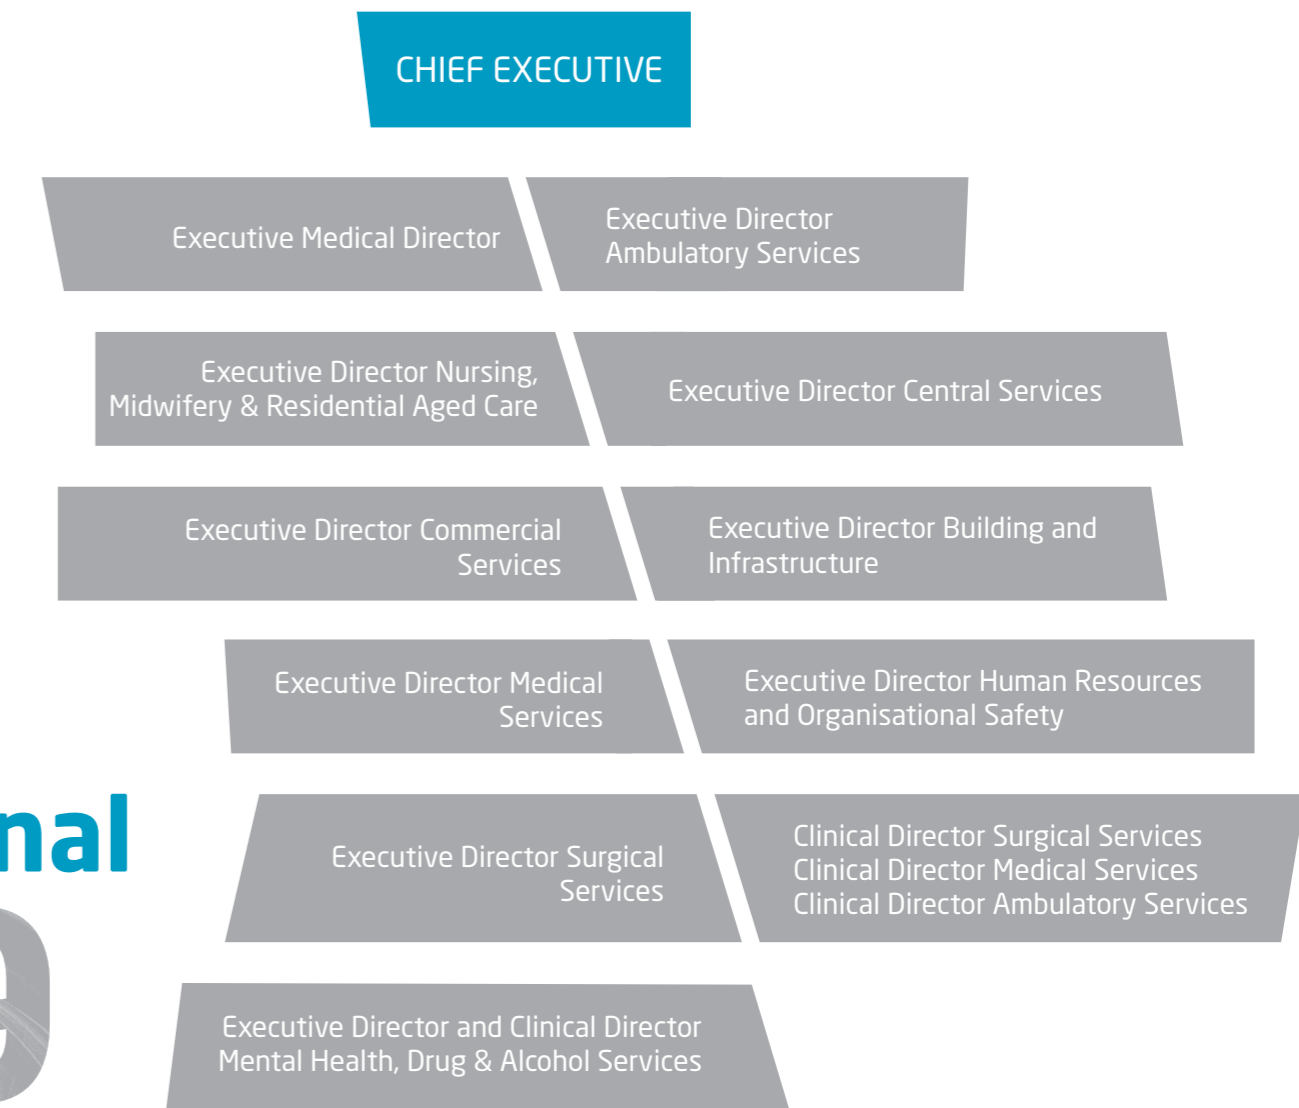 CHIEF EXECUTIVE
Executive Medical Director
Executive Director
Ambulatory Services
Executive Director Nursing,
Midwifery & Residential Aged Care
Executive Director Central Services
Executive Director Commercial
Services
Executive Director Building and
Infrastructure
Executive Director Medical
Services
Executive Director Human Resources
and Organisational Safety
nal
Executive Director Surgical
Services
Clinical Director Surgical Services
Clinical Director Medical Services
Clinical Director Ambulatory Services
Executive Director and Clinical Director
Mental Health, Drug & Alcohol Services